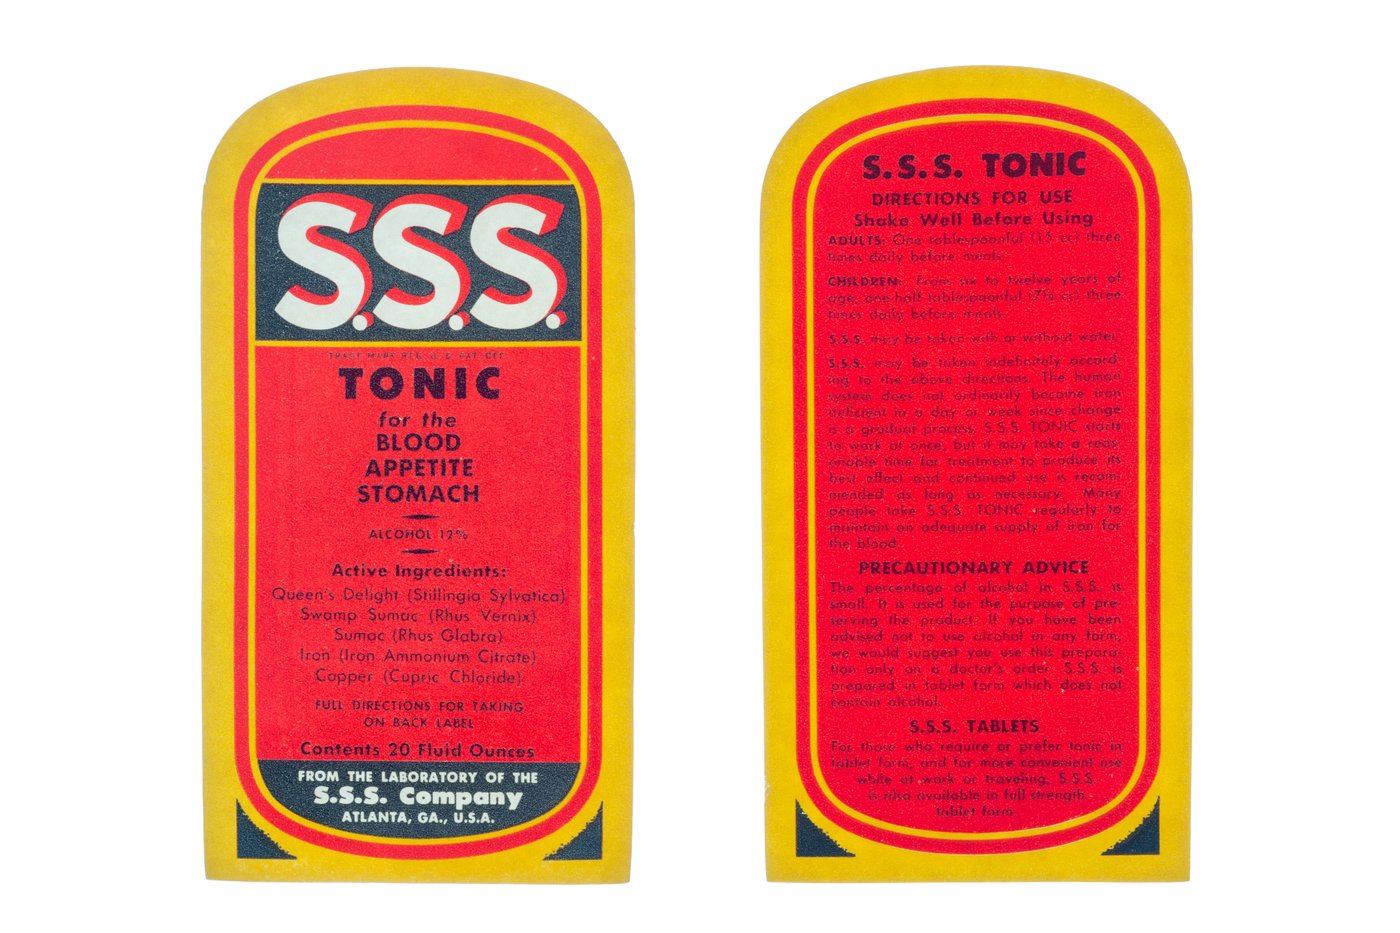 S.S.S.
TRADE MARK REG. U. S. PAT. OFF.
TONIC
for the
BLOOD
APPETITE
STOMACH
ALCOHOL 12%
Active Ingredients:
Queen's Delight (Stillingia Sylvatica)
Swamp Sumac (Rhus Vernix)
Sumac (Rhus Glabra)
Iron (Iron Ammonium Citrate)
Copper (Cupric Chloride)
FULL DIRECTIONS FOR TAKING
ON BACK LABEL
Contents 20 Fluid Ounces
FROM THE LABORATORY OF THE
S.S.S. Company
ATLANTA, GA., U.S.A.
S.S.S. TONIC
DIRECTIONS FOR USE
Shake Well Before Using
ADULTS: One tablespoonful (15 cc) three
times daily before meals.
CHILDREN: From six to twelve years of
age, one-half tablespoonful (7½ cc) three
times daily before meals.
S.S.S. may be taken with or without water.
S.S.S. may be taken indefinitely accord-
ing to the above directions. The human
system does not ordinarily become iron
deficient in a day or week since change
is a gradual process. S.S.S. TONIC starts
to work at once, but it may take a reas-
onable time for treatment to produce its
best effect and continued use is recom-
mended as long as necessary. Many
people take S.S.S. TONIC regularly to
maintain an adequate supply of iron for
the blood.
PRECAUTIONARY ADVICE
The percentage of alcohol in S.S.S. is
small. It is used for the purpose of pre-
serving the product. If you have been
advised not to use alcohol in any form,
we would suggest you use this prepara-
tion only on a doctor's order. S.S.S. is
prepared in tablet form which does not
contain alcohol.
S.S.S. TABLETS
For those who require or prefer tonic in
tablet form, and for more convenient use
while at work or traveling, S.S.S.
is also available in full strength
tablet form.